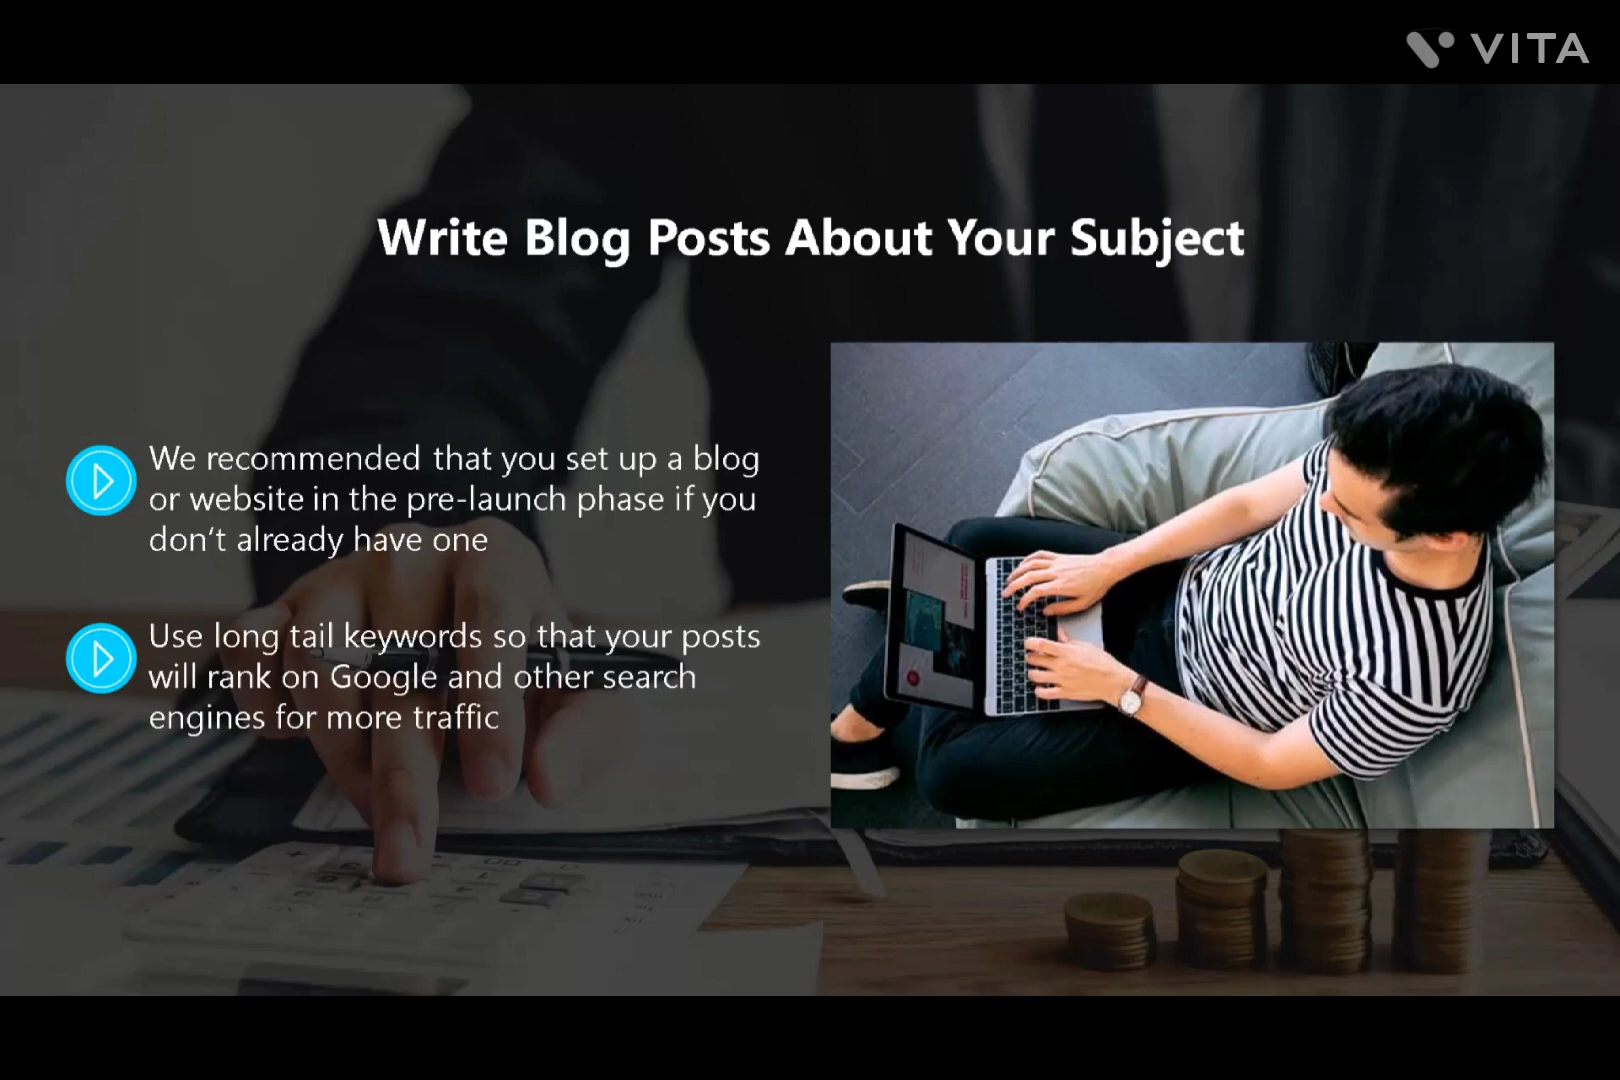 VITA
Write Blog Posts About Your Subject
We recommended that you set up a blog
or website in the pre-launch phase if you
don't already have one
Use long tail keywords so that your posts
will rank on Google and other search
engines for more traffic